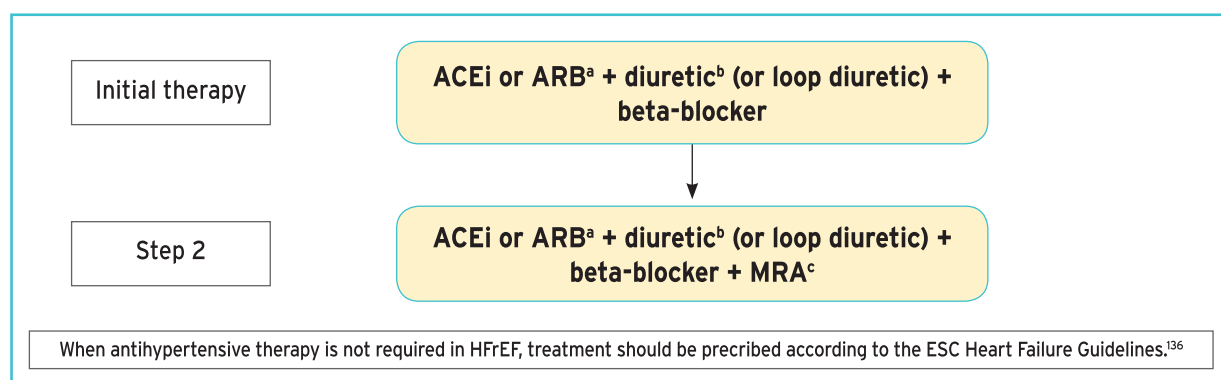 Initial therapy
ACEi or ARBᵃ + diureticᵇ (or loop diuretic) +
beta-blocker
Step 2
ACEi or ARBᵃ + diureticᵇ (or loop diuretic) +
beta-blocker + MRAᶜ
When antihypertensive therapy is not required in HFrEF, treatment should be precribed according to the ESC Heart Failure Guidelines.¹³⁶